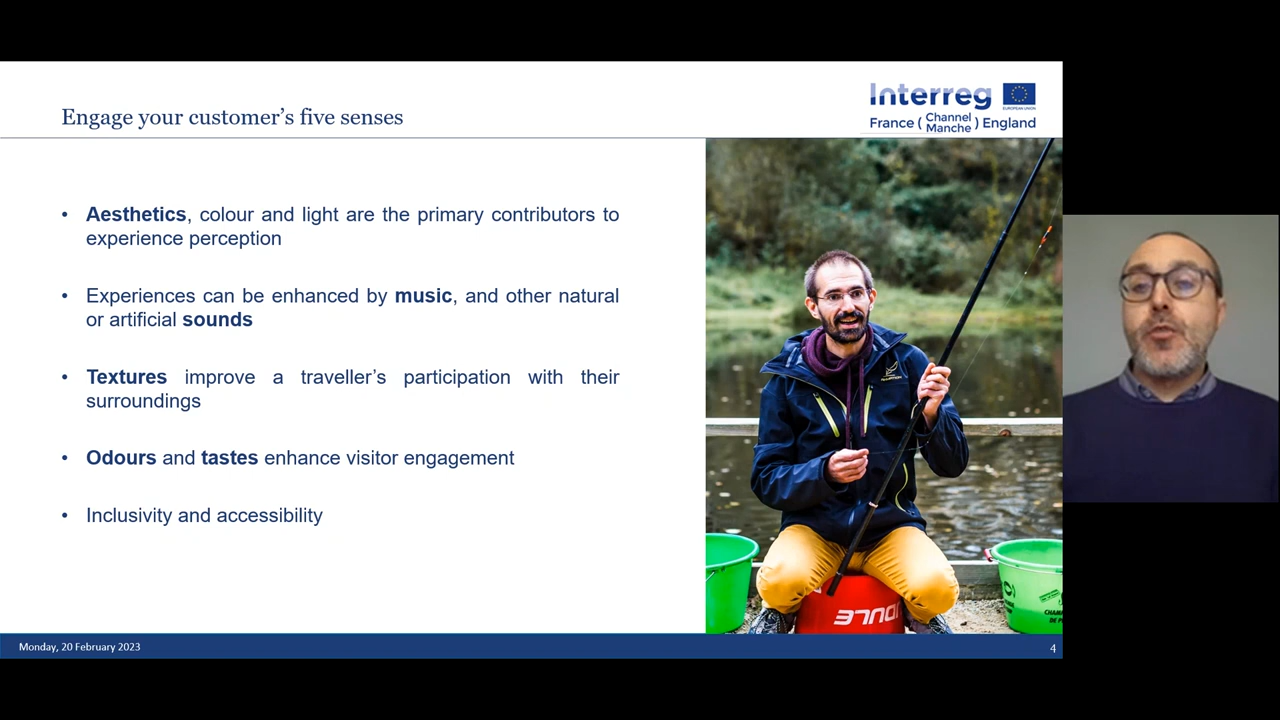 Engage your customer's five senses
Interreg
EUROPEAN UNION
France ( Channel Manche ) England
• Aesthetics, colour and light are the primary contributors to
experience perception
• Experiences can be enhanced by music, and other natural
or artificial sounds
• Textures improve a traveller's participation with their
surroundings
• Odours and tastes enhance visitor engagement
• Inclusivity and accessibility
Monday, 20 February 2023
4